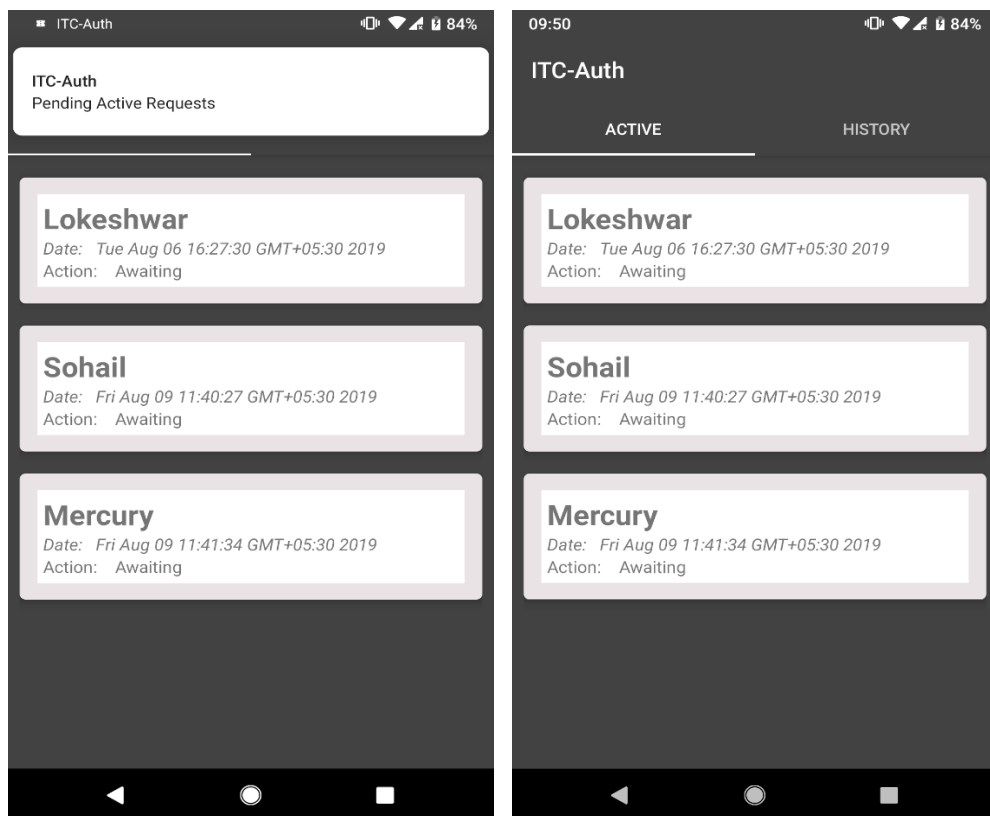 ITC-Auth
84%
ITC-Auth
Pending Active Requests
Lokeshwar
Date: Tue Aug 06 16:27:30 GMT+05:30 2019
Action: Awaiting
Sohail
Date: Fri Aug 09 11:40:27 GMT+05:30 2019
Action: Awaiting
Mercury
Date: Fri Aug 09 11:41:34 GMT+05:30 2019
Action: Awaiting
09:50
84%
ITC-Auth
ACTIVE
HISTORY
Lokeshwar
Date: Tue Aug 06 16:27:30 GMT+05:30 2019
Action: Awaiting
Sohail
Date: Fri Aug 09 11:40:27 GMT+05:30 2019
Action: Awaiting
Mercury
Date: Fri Aug 09 11:41:34 GMT+05:30 2019
Action: Awaiting